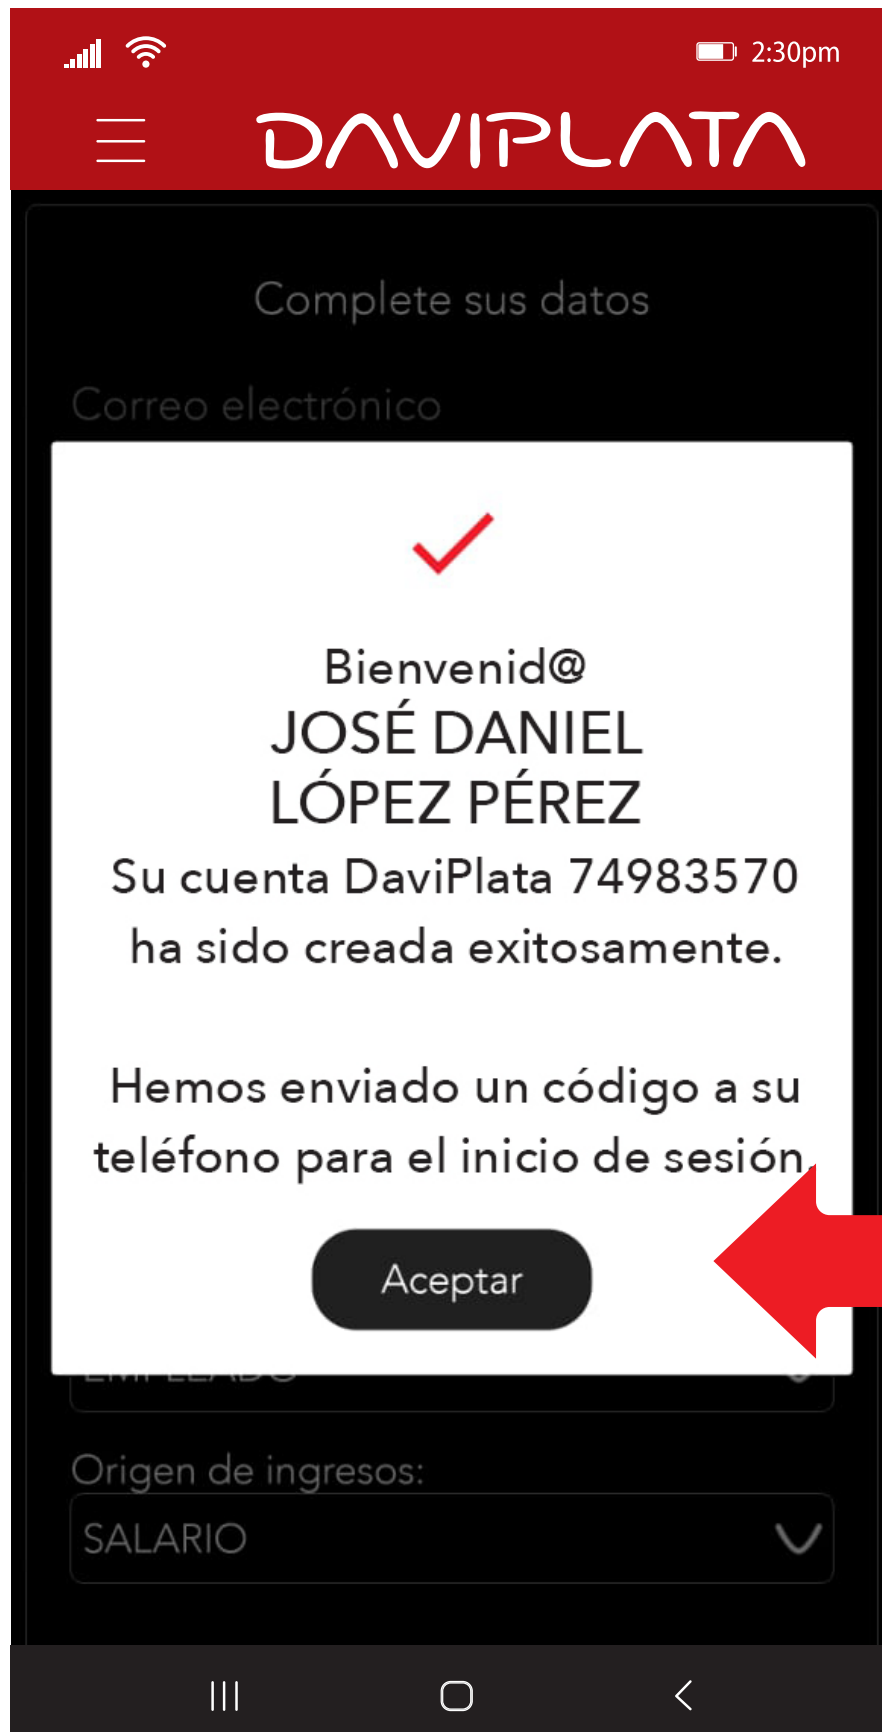 2:30pm
DAVIPLATA
Complete sus datos
Correo electrónico
Bienvenid@
JOSÉ DANIEL
LÓPEZ PÉREZ
Su cuenta DaviPlata 74983570
ha sido creada exitosamente.
Hemos enviado un código a su
teléfono para el inicio de sesión.
Aceptar
EMPLEADO
Origen de ingresos:
SALARIO